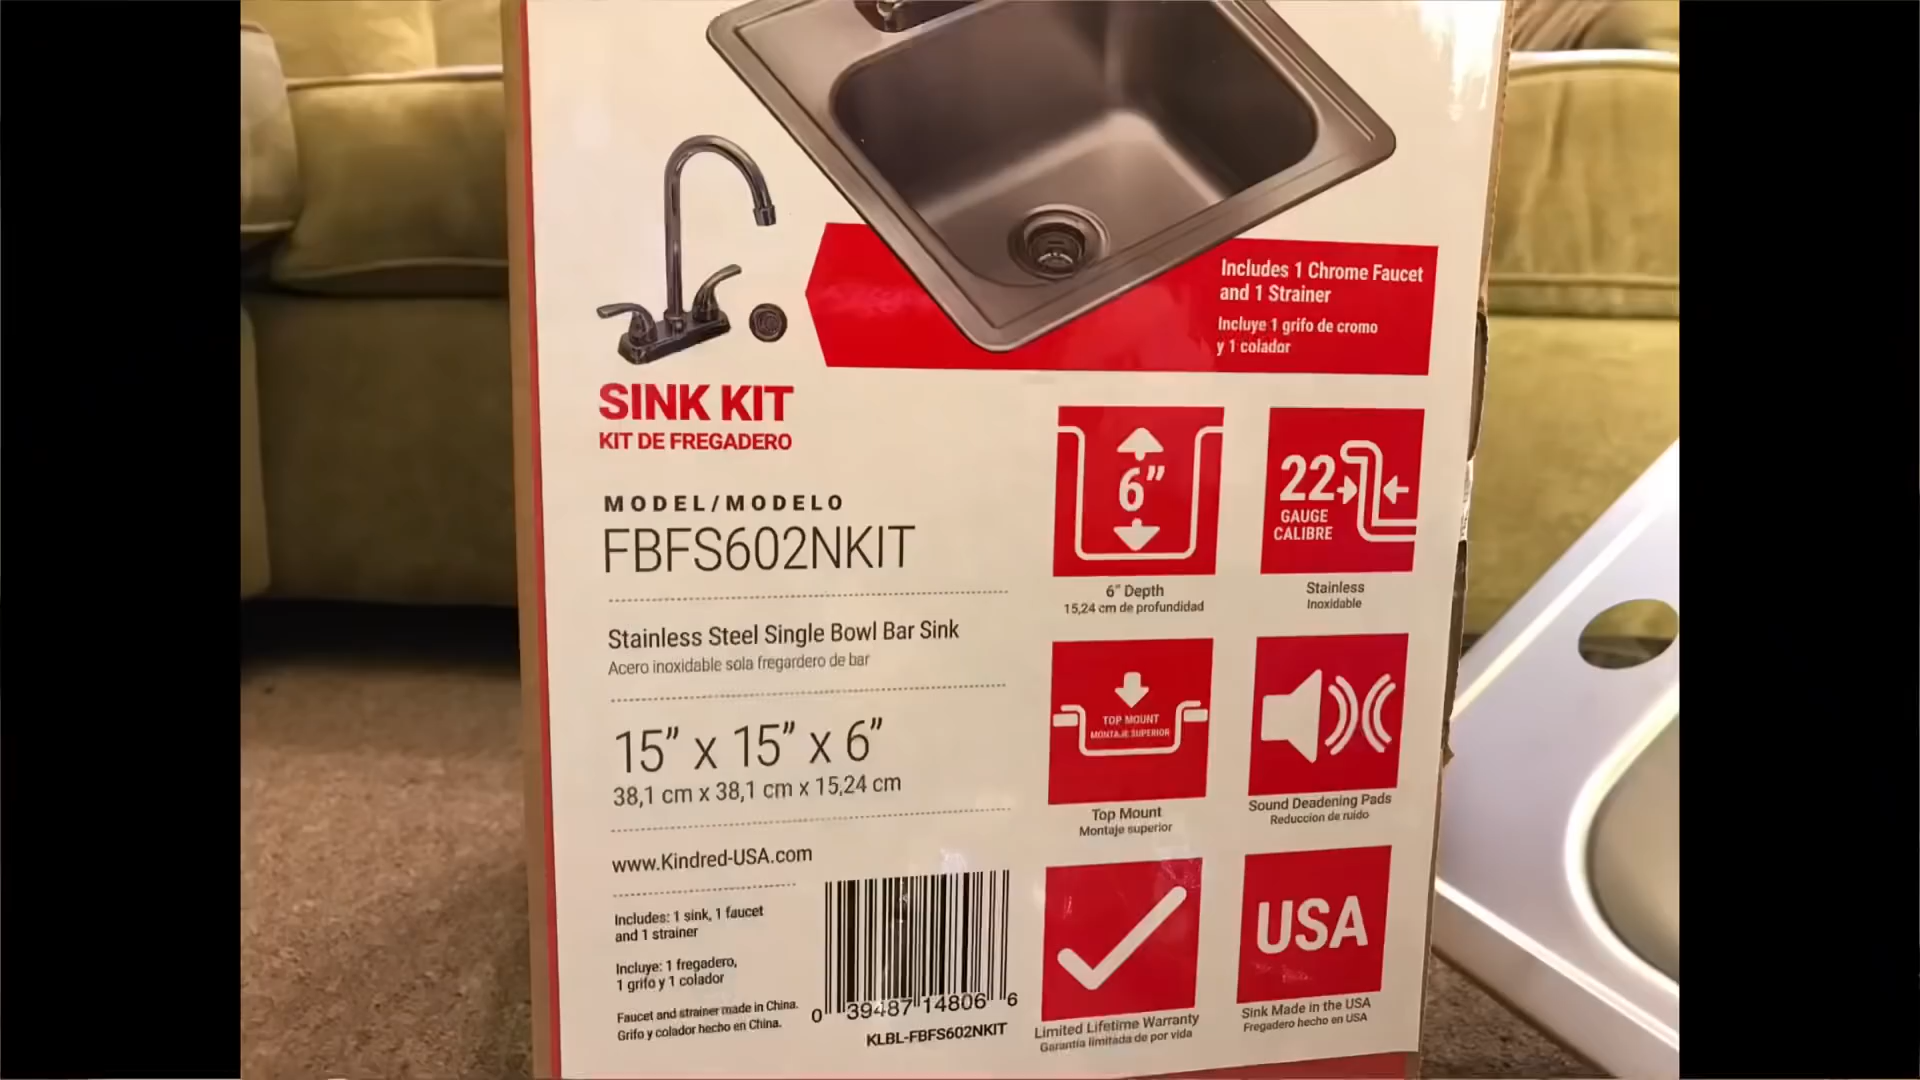 Includes 1 Chrome Faucet
and 1 Strainer
Incluye 1 grifo de cromo
y 1 colador
SINK KIT
KIT DE FREGADERO
MODEL/MODELO
FBFS602NKIT
Stainless Steel Single Bowl Bar Sink
Acero inoxidable sola fregardero de bar
15” x 15” x 6”
38,1 cm x 38,1 cm x 15,24 cm
www.Kindred-USA.com
Includes: 1 sink, 1 faucet
and 1 strainer
Incluye: 1 fregadero,
1 grifo y 1 colador
Faucet and strainer made in China.
Grifo y colador hecho en China.
0 39487 14806 6
KLBL-FBFS602NKIT
6”
6” Depth
15,24 cm de profundidad
22
GAUGE
CALIBRE
Stainless
Inoxidable
TOP MOUNT
MONTAJE SUPERIOR
Top Mount
Montaje superior
Sound Deadening Pads
Reduccion de ruido
Limited Lifetime Warranty
Garantía limitada de por vida
USA
Sink Made in the USA
Fregadero hecho en USA